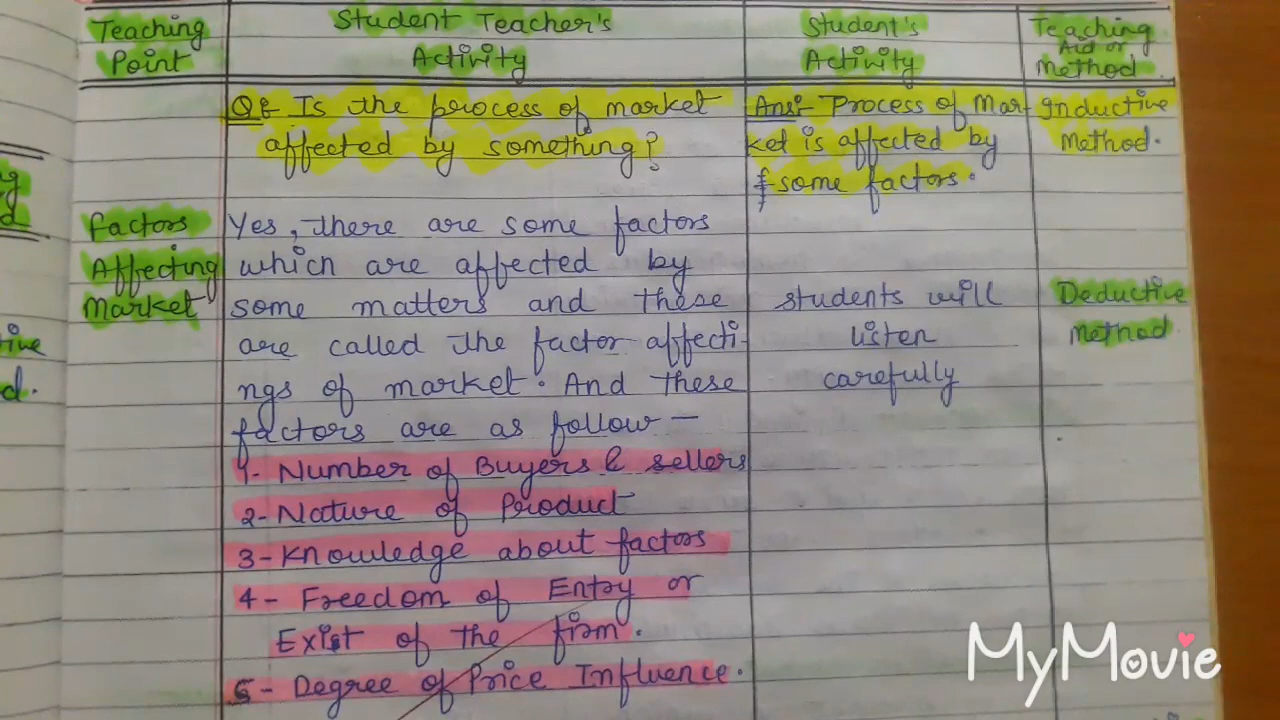 Teaching
Point
Student Teacher's
Activity
Student's
Activity
Teaching
Aid or
Method
Q:- Is the process of market
affected by something?
Ans:- Process of Mar-
ket is affected by
some factors.
Inductive
Method.
Factors
Affecting
Market
Yes, there are some factors
which are affected by
some matters and these
are called the factor affecti-
ngs of market. And these
factors are as follow —
1- Number of Buyers & sellers
2- Nature of Product
3- Knowledge about factors
4- Freedom of Entry or
Exist of the firm.
5- Degree of Price Influence.
students will
listen
carefully
Deductive
Method
g
d
tive
d.
MyMovie